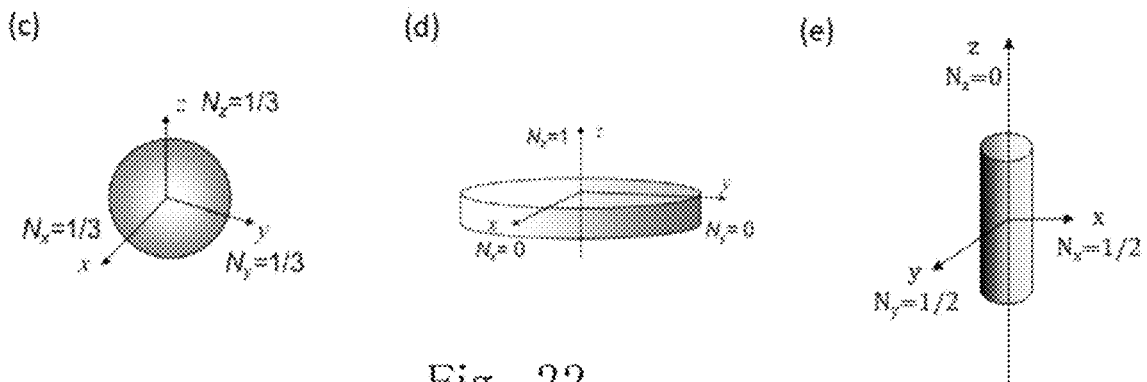 (c)
z N_z=1/3
N_x=1/3
x
y
N_y=1/3
(d)
N_z=1 z
y
x
N_x=0
N_y=0
(e)
z
N_z=0
x
N_x=1/2
y
N_y=1/2
Fig. 22